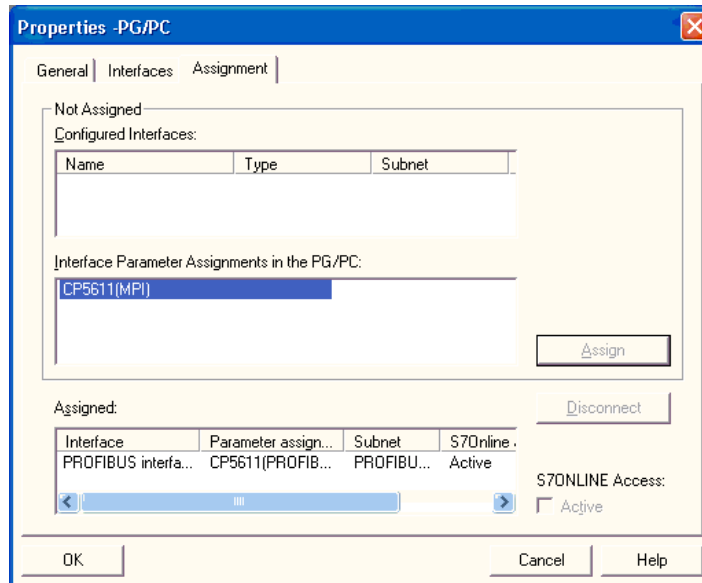 Properties -PG/PC
General Interfaces Assignment
Not Assigned
Configured Interfaces:
Name Type Subnet
Interface Parameter Assignments in the PG/PC:
CP5611(MPI)
Assign
Assigned:
Disconnect
Interface Parameter assign... Subnet S7Online
PROFIBUS interfa... CP5611(PROFIB... PROFIBU... Active
S7ONLINE Access:
Active
OK Cancel Help